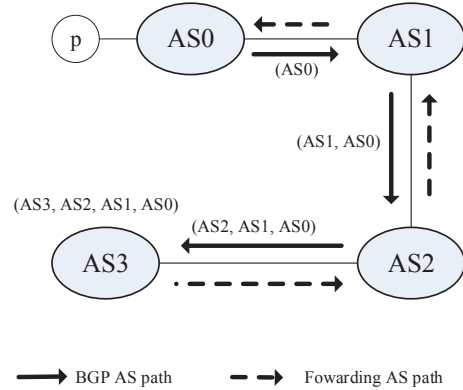 p
AS0
AS1
(AS0)
(AS1, AS0)
(AS3, AS2, AS1, AS0)
(AS2, AS1, AS0)
AS3
AS2
BGP AS path
Fowarding AS path